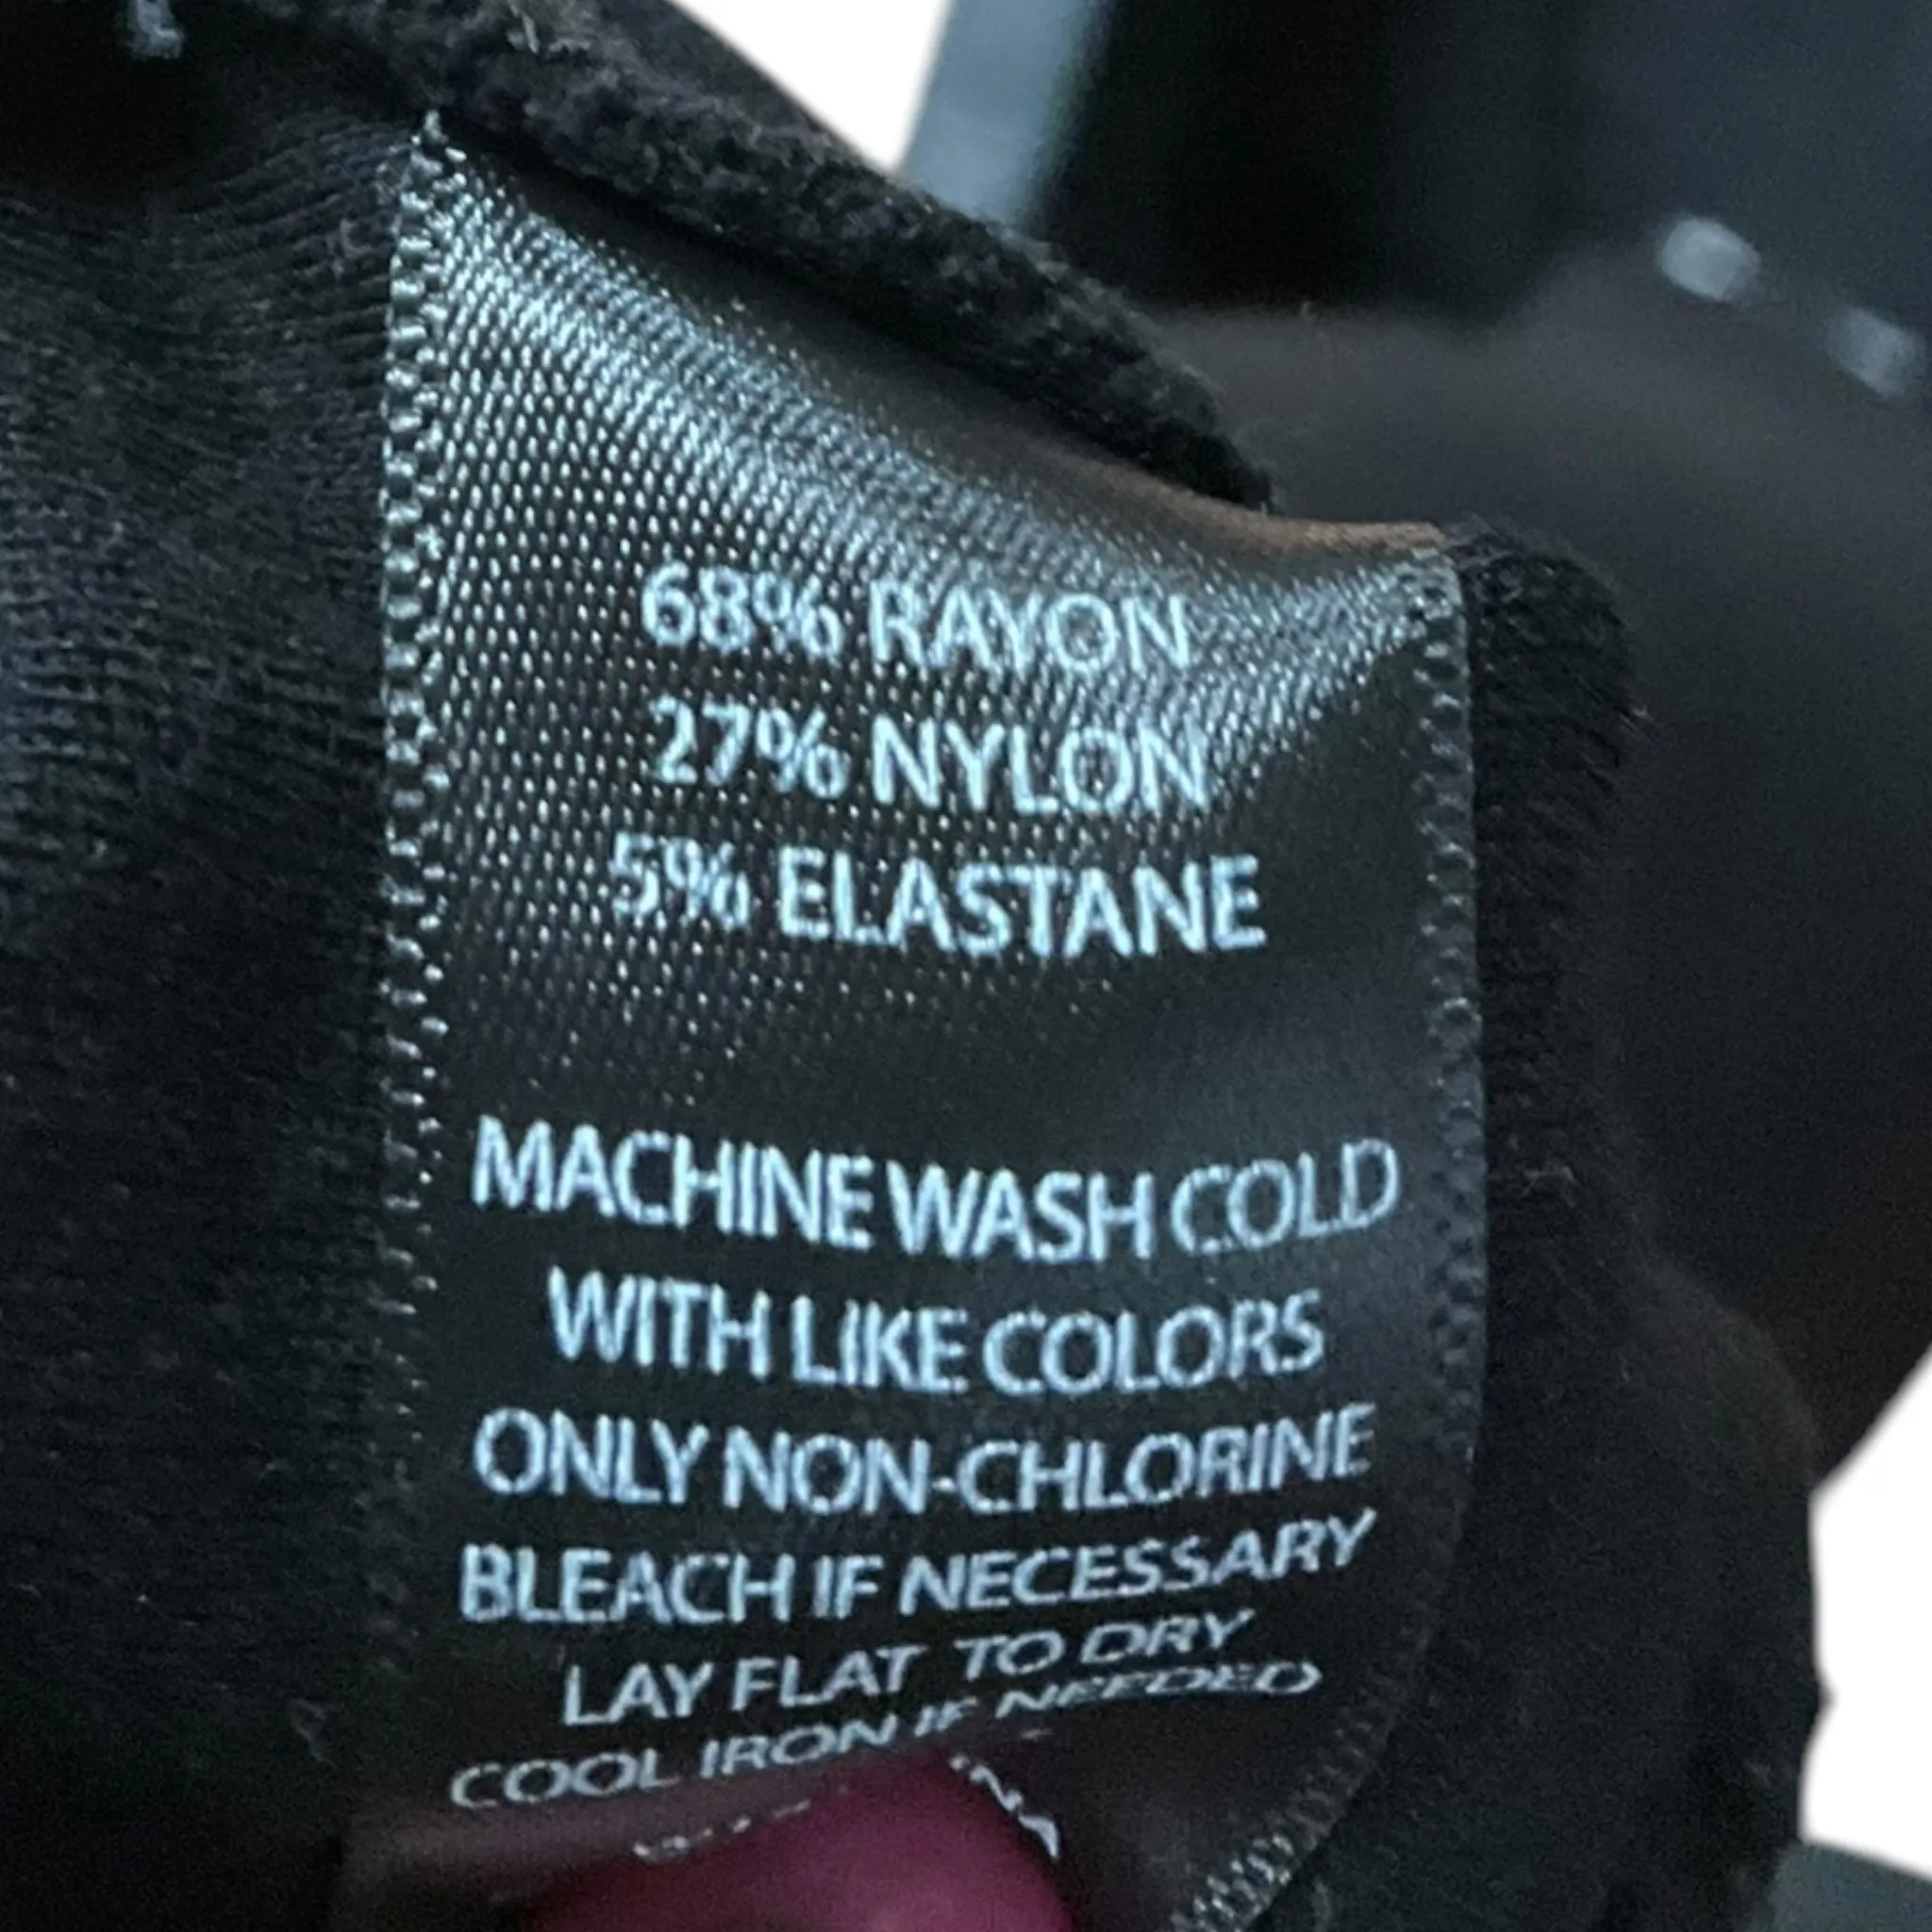 68% RAYON
27% NYLON
5% ELASTANE
MACHINE WASH COLD
WITH LIKE COLORS
ONLY NON-CHLORINE
BLEACH IF NECESSARY
LAY FLAT TO DRY
COOL IRON IF NEEDED